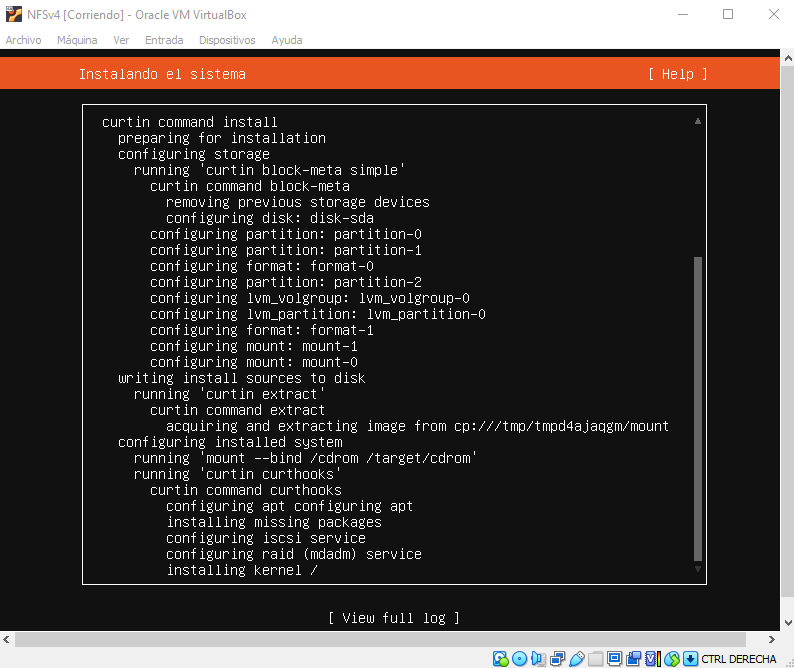 NFSv4 [Corriendo] - Oracle VM VirtualBox
Archivo Máquina Ver Entrada Dispositivos Ayuda
Instalando el sistema [ Help ]
curtin command install
preparing for installation
configuring storage
running 'curtin block-meta simple'
curtin command block-meta
removing previous storage devices
configuring disk: disk-sda
configuring partition: partition-0
configuring partition: partition-1
configuring format: format-0
configuring partition: partition-2
configuring lvm_volgroup: lvm_volgroup-0
configuring lvm_partition: lvm_partition-0
configuring format: format-1
configuring mount: mount-1
configuring mount: mount-0
writing install sources to disk
running 'curtin extract'
curtin command extract
acquiring and extracting image from cp:///tmp/tmpd4ajaqgm/mount
configuring installed system
running 'mount --bind /cdrom /target/cdrom'
running 'curtin curthooks'
curtin command curthooks
configuring apt configuring apt
installing missing packages
configuring iscsi service
configuring raid (mdadm) service
installing kernel /
[ View full log ]
CTRL DERECHA